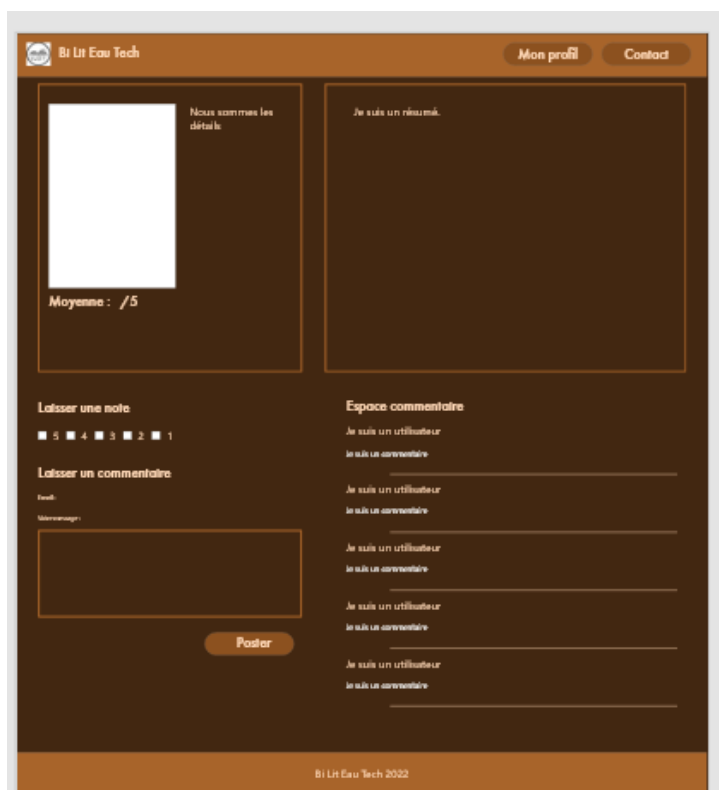 Bi Lit Eau Tech
Mon profil
Contact
Nous sommes les
détails
Je suis un résumé.
Moyenne : /5
Laisser une note
5 4 3 2 1
Laisser un commentaire
Email :
Votre message :
Poster
Espace commentaire
Je suis un utilisateur
Je suis un commentaire
Je suis un utilisateur
Je suis un commentaire
Je suis un utilisateur
Je suis un commentaire
Je suis un utilisateur
Je suis un commentaire
Je suis un utilisateur
Je suis un commentaire
Bi Lit Eau Tech 2022